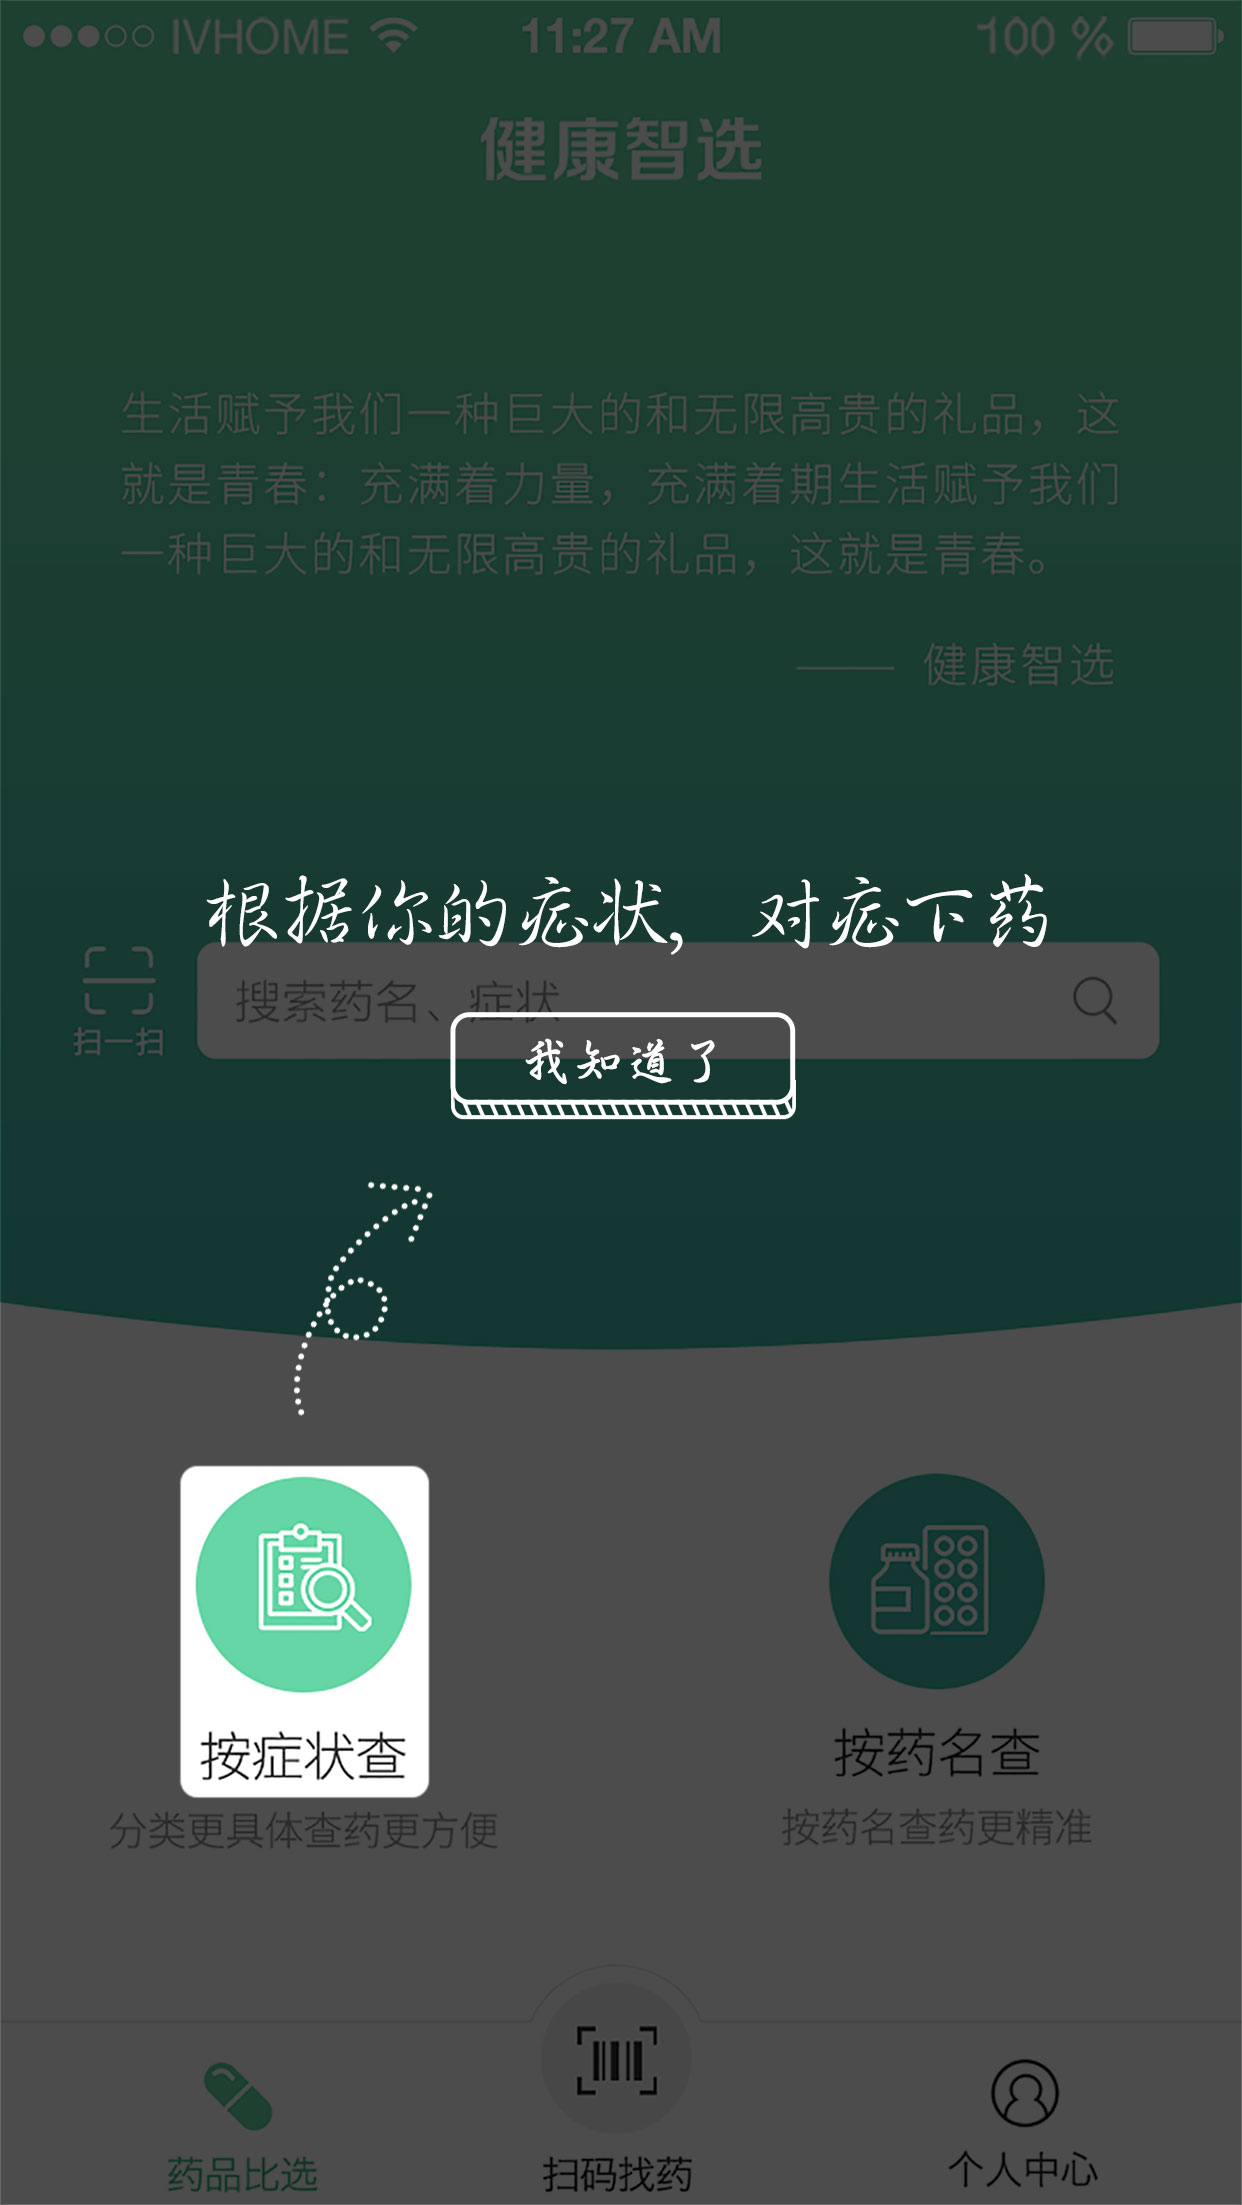 IVHOME 11:27 AM 100 %
健康智选
生活赋予我们一种巨大的和无限高贵的礼品，这
就是青春：充满着力量，充满着期生活赋予我们
一种巨大的和无限高贵的礼品，这就是青春。
—— 健康智选
根据你的症状，对症下药
搜索药名、症状
扫一扫
我知道了
按症状查
按药名查
分类更具体查药更方便
按药名查药更精准
药品比选
扫码找药
个人中心